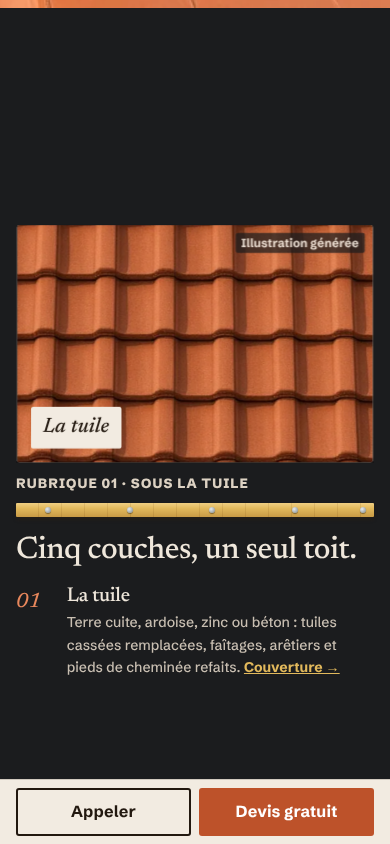 Illustration générée
La tuile
RUBRIQUE 01 · SOUS LA TUILE
Cinq couches, un seul toit.
01
La tuile
Terre cuite, ardoise, zinc ou béton : tuiles
cassées remplacées, faîtages, arêtiers et
pieds de cheminée refaits. Couverture →
Appeler
Devis gratuit